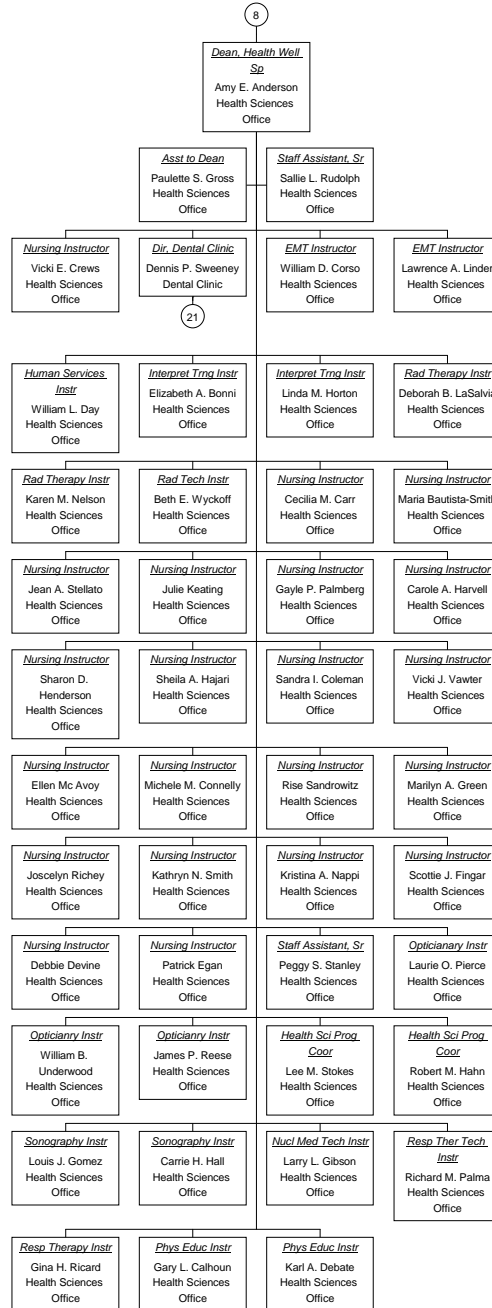 8
Dean, Health Well
Sp
Amy E. Anderson
Health Sciences
Office
Asst to Dean
Paulette S. Gross
Health Sciences
Office
Staff Assistant, Sr
Sallie L. Rudolph
Health Sciences
Office
Nursing Instructor
Vicki E. Crews
Health Sciences
Office
Dir, Dental Clinic
Dennis P. Sweeney
Dental Clinic
21
EMT Instructor
William D. Corso
Health Sciences
Office
EMT Instructor
Lawrence A. Linder
Health Sciences
Office
Human Services
Instr
William L. Day
Health Sciences
Office
Interpret Trng Instr
Elizabeth A. Bonni
Health Sciences
Office
Interpret Trng Instr
Linda M. Horton
Health Sciences
Office
Rad Therapy Instr
Deborah B. LaSalvia
Health Sciences
Office
Rad Therapy Instr
Karen M. Nelson
Health Sciences
Office
Rad Tech Instr
Beth E. Wyckoff
Health Sciences
Office
Nursing Instructor
Cecilia M. Carr
Health Sciences
Office
Nursing Instructor
Maria Bautista-Smith
Health Sciences
Office
Nursing Instructor
Jean A. Stellato
Health Sciences
Office
Nursing Instructor
Julie Keating
Health Sciences
Office
Nursing Instructor
Gayle P. Palmberg
Health Sciences
Office
Nursing Instructor
Carole A. Harvell
Health Sciences
Office
Nursing Instructor
Sharon D.
Henderson
Health Sciences
Office
Nursing Instructor
Sheila A. Hajari
Health Sciences
Office
Nursing Instructor
Sandra I. Coleman
Health Sciences
Office
Nursing Instructor
Vicki J. Vawter
Health Sciences
Office
Nursing Instructor
Ellen Mc Avoy
Health Sciences
Office
Nursing Instructor
Michele M. Connelly
Health Sciences
Office
Nursing Instructor
Rise Sandrowitz
Health Sciences
Office
Nursing Instructor
Marilyn A. Green
Health Sciences
Office
Nursing Instructor
Joscelyn Richey
Health Sciences
Office
Nursing Instructor
Kathryn N. Smith
Health Sciences
Office
Nursing Instructor
Kristina A. Nappi
Health Sciences
Office
Nursing Instructor
Scottie J. Fingar
Health Sciences
Office
Nursing Instructor
Debbie Devine
Health Sciences
Office
Nursing Instructor
Patrick Egan
Health Sciences
Office
Staff Assistant, Sr
Peggy S. Stanley
Health Sciences
Office
Opticianary Instr
Laurie O. Pierce
Health Sciences
Office
Opticianry Instr
William B.
Underwood
Health Sciences
Office
Opticianry Instr
James P. Reese
Health Sciences
Office
Health Sci Prog
Coor
Lee M. Stokes
Health Sciences
Office
Health Sci Prog
Coor
Robert M. Hahn
Health Sciences
Office
Sonography Instr
Louis J. Gomez
Health Sciences
Office
Sonography Instr
Carrie H. Hall
Health Sciences
Office
Nucl Med Tech Instr
Larry L. Gibson
Health Sciences
Office
Resp Ther Tech
Instr
Richard M. Palma
Health Sciences
Office
Resp Therapy Instr
Gina H. Ricard
Health Sciences
Office
Phys Educ Instr
Gary L. Calhoun
Health Sciences
Office
Phys Educ Instr
Karl A. Debate
Health Sciences
Office